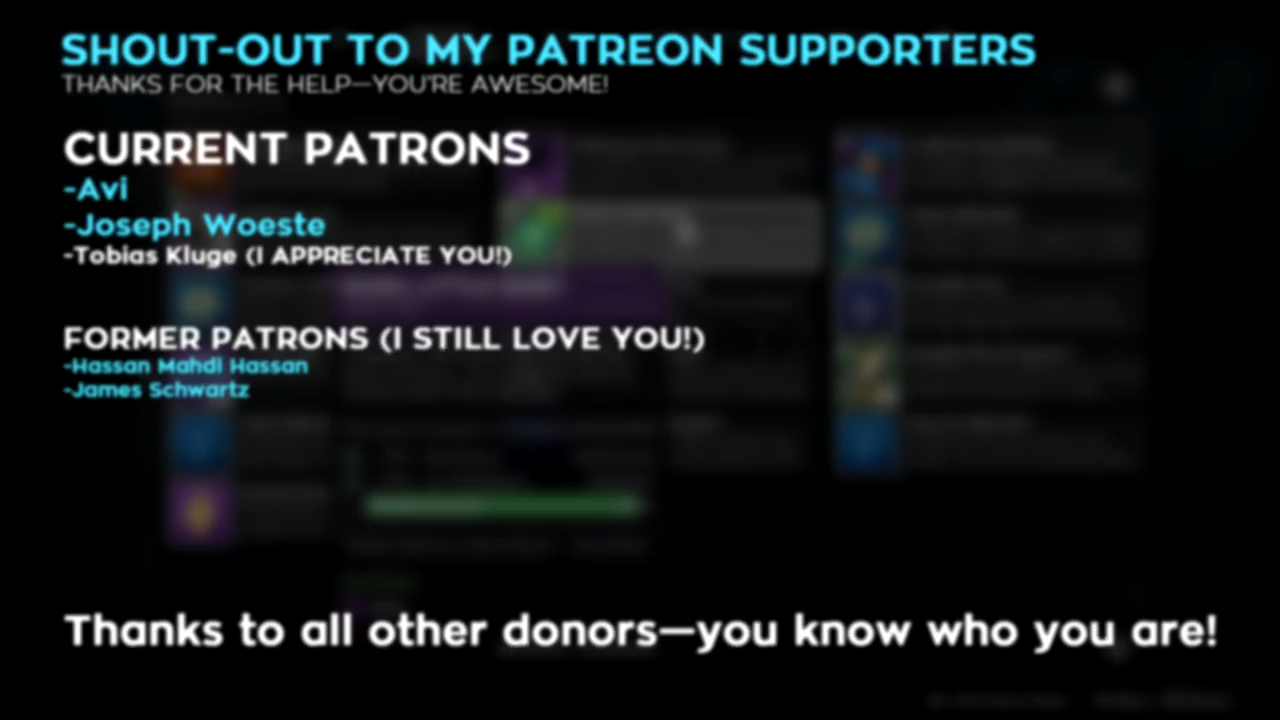 SHOUT-OUT TO MY PATREON SUPPORTERS
THANKS FOR THE HELP—YOU'RE AWESOME!
CURRENT PATRONS
-Avi
-Joseph Woeste
-Tobias Kluge (I APPRECIATE YOU!)
FORMER PATRONS (I STILL LOVE YOU!)
-Hassan Mahdi Hassan
-James Schwartz
Thanks to all other donors—you know who you are!